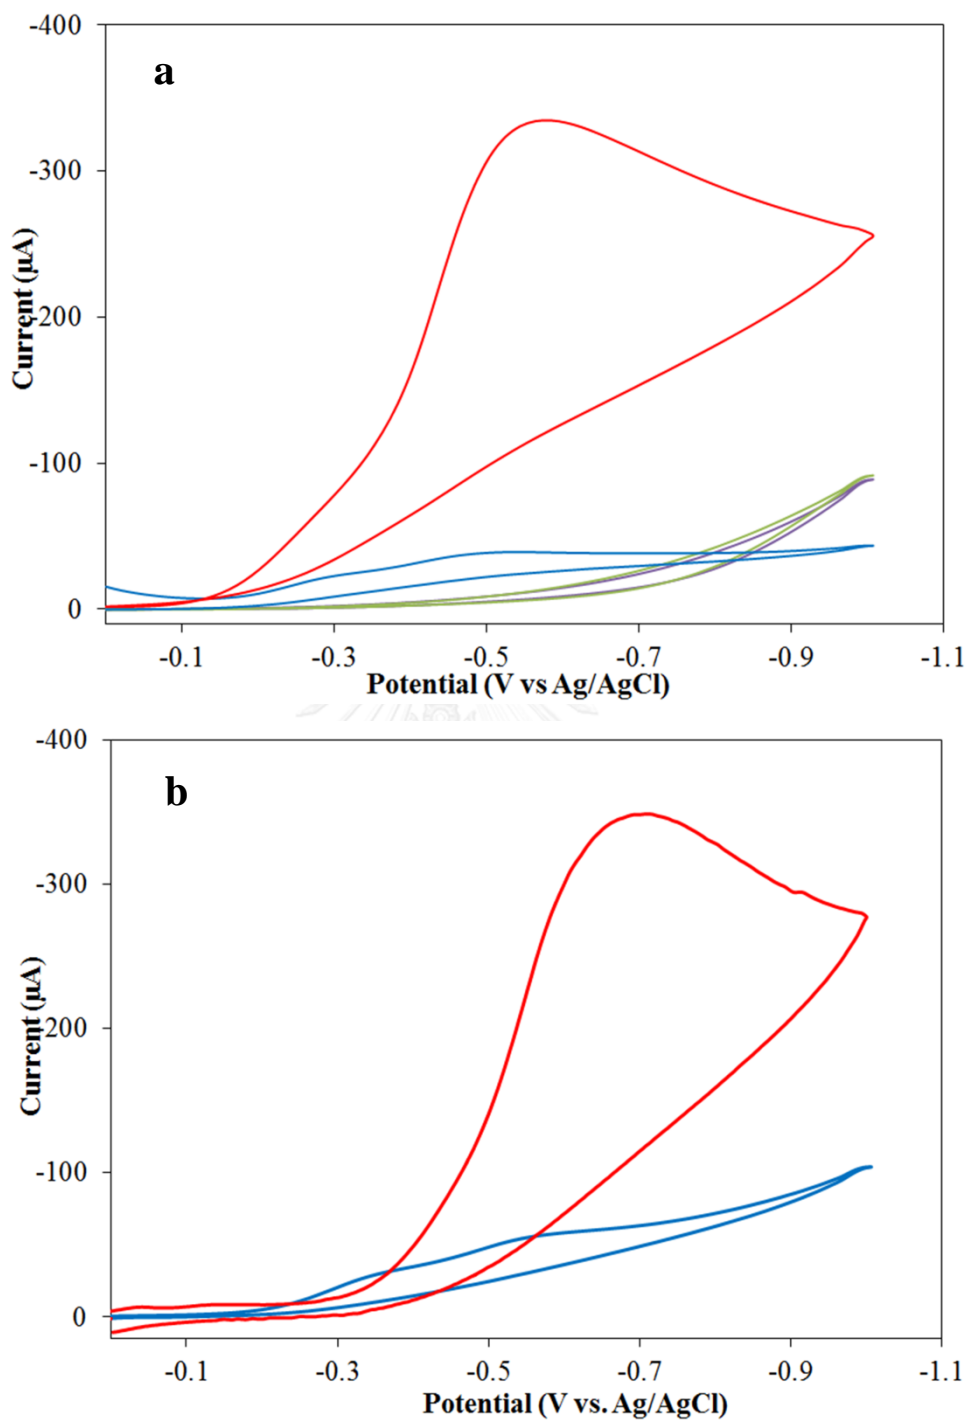 a
-400
-300
-200
-100
0
Current (µA)
-0.1 -0.3 -0.5 -0.7 -0.9 -1.1
Potential (V vs Ag/AgCl)
b
-400
-300
-200
-100
0
Current (µA)
-0.1 -0.3 -0.5 -0.7 -0.9 -1.1
Potential (V vs. Ag/AgCl)